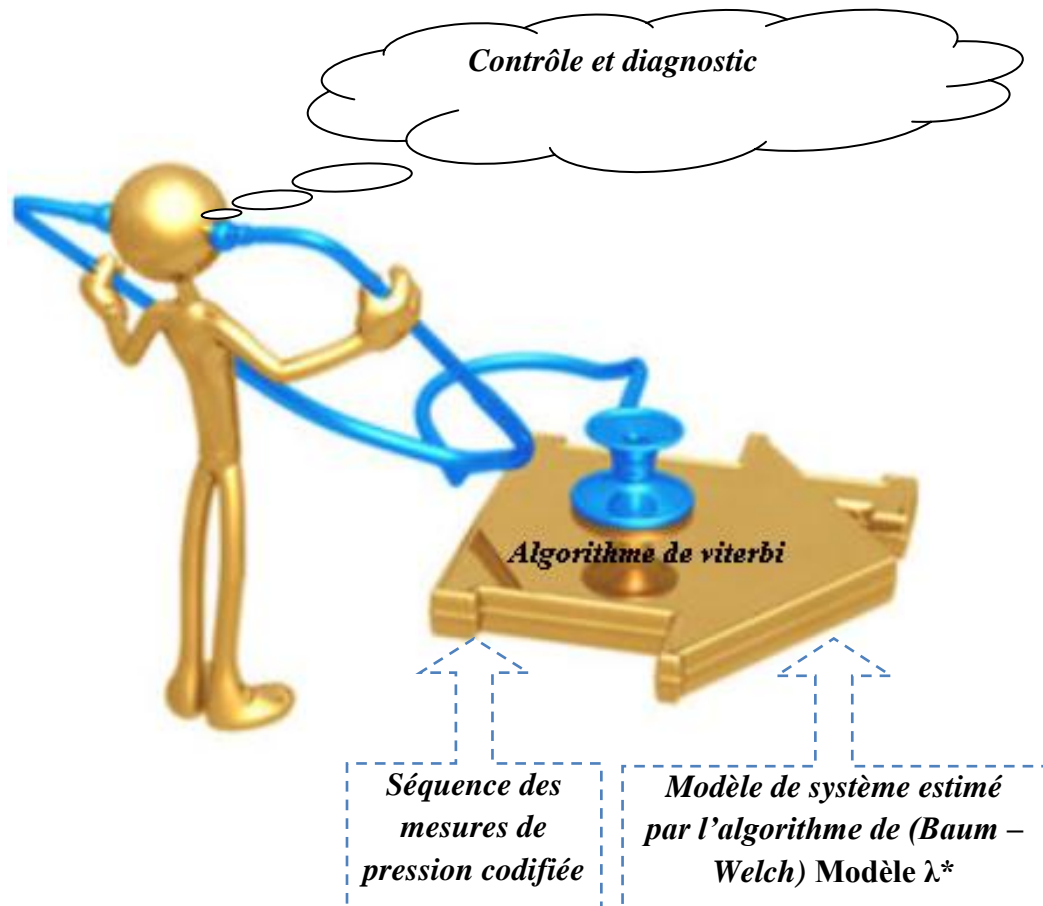 Contrôle et diagnostic
Algorithme de viterbi
Séquence des
mesures de
pression codifiée
Modèle de système estimé
par l’algorithme de (Baum –
Welch) Modèle λ*